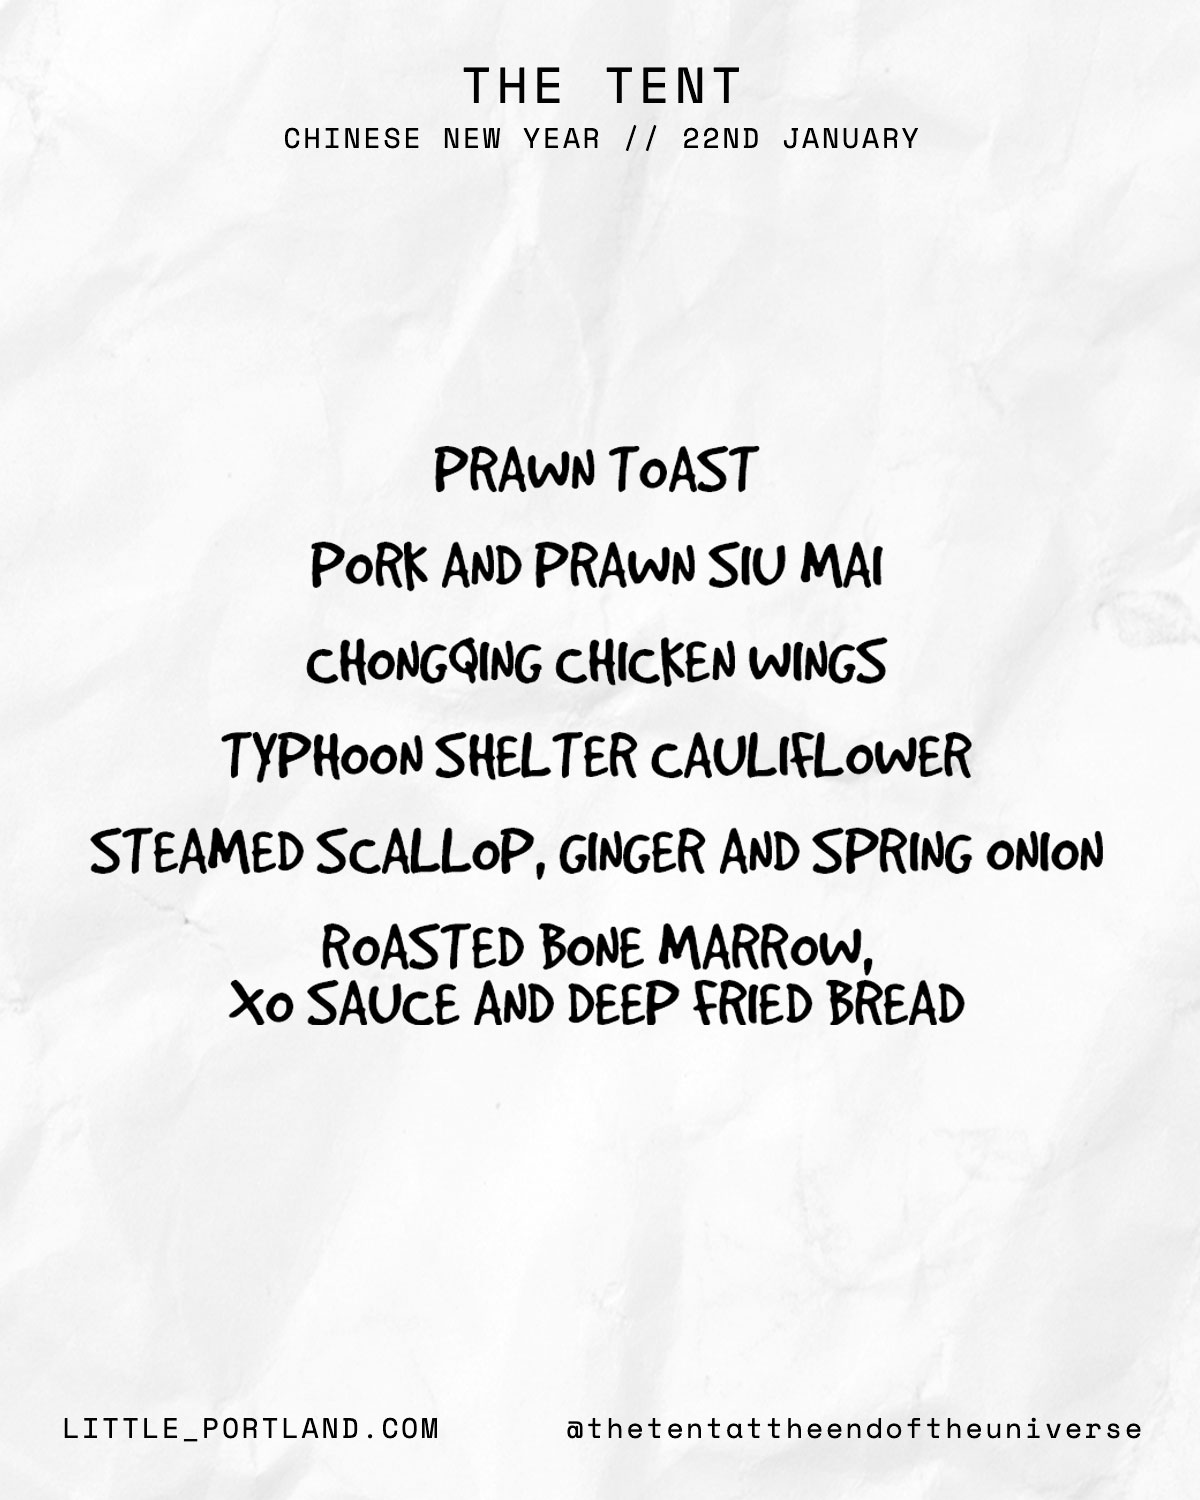 THE TENT
CHINESE NEW YEAR // 22ND JANUARY
PRAWN TOAST
PORK AND PRAWN SIU MAI
CHONGQING CHICKEN WINGS
TYPHOON SHELTER CAULIFLOWER
STEAMED SCALLOP, GINGER AND SPRING ONION
ROASTED BONE MARROW,
XO SAUCE AND DEEP FRIED BREAD
LITTLE_PORTLAND.COM
@thetentattheendoftheuniverse